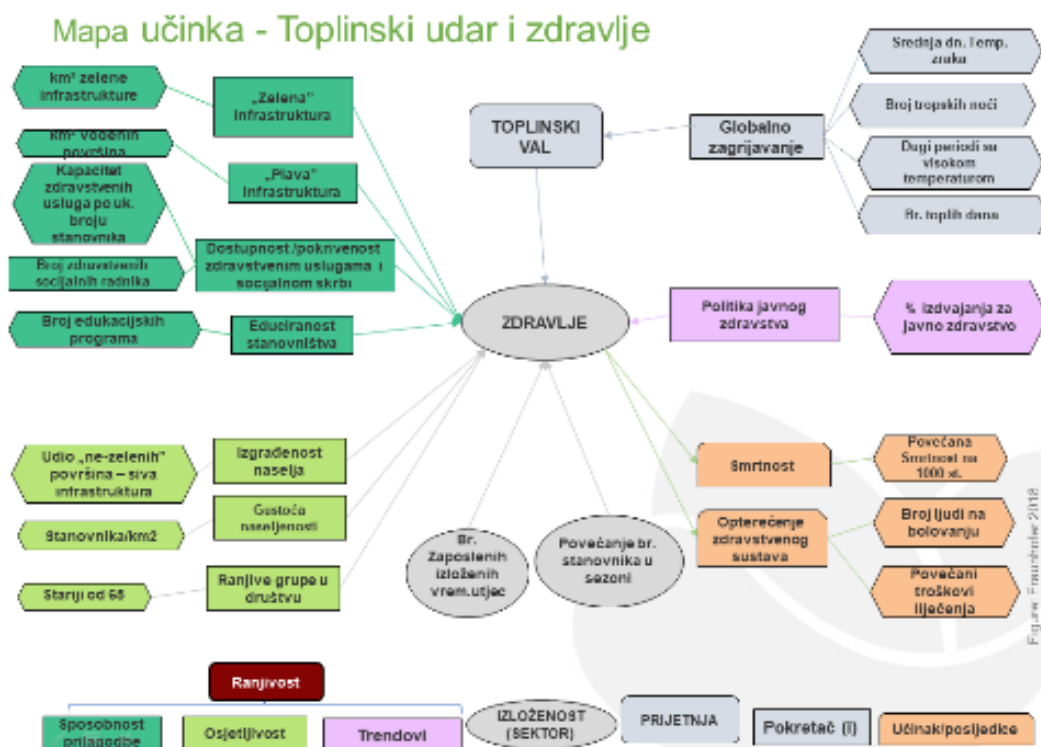 Mapa učinka - Toplinski udar i zdravlje
km² zelene
infrastrukture
„Zelena"
Infrastruktura
km² vodenih
površina
„Plava"
Infrastruktura
Kapacitet
zdravstvenih
usluga po uk.
broju
stanovnika
Dostupnost /pokrivenost
zdravstvenim uslugama i
socijalnom skrbi
Broj zdravstvenih
socijalnih radnika
Broj edukacijskih
programa
Educiranost
stanovništva
TOPLINSKI
VAL
Globalno
zagrijavanje
Srednja dn. Temp.
zraka
Broj tropskih noći
Dugi periodi sa
visokom
temperaturom
Br. toplih dana
ZDRAVLJE
Politika javnog
zdravstva
% izdvajanja za
javno zdravstvo
Udio „ne-zelenih"
površina – siva
infrastruktura
Izgrađenost
naselja
Stanovnika/km2
Gustoća
naseljenosti
Stariji od 65
Ranjive grupe u
društvu
Br.
Zaposlenih
izloženih
vrem.utjec
Povećanje br.
stanovnika u
sezoni
Smrtnost
Povećana
Smrtnost na
1000 st.
Opterećenje
zdravstvenog
sustava
Broj ljudi na
bolovanju
Povećani
troškovi
liječenja
Figure: Fraunhofer 2018
Ranjivost
Sposobnost
prilagodbe
Osjetljivost
Trendovi
IZLOŽENOST
(SEKTOR)
PRIJETNJA
Pokretač (i)
Učinak/posljedice